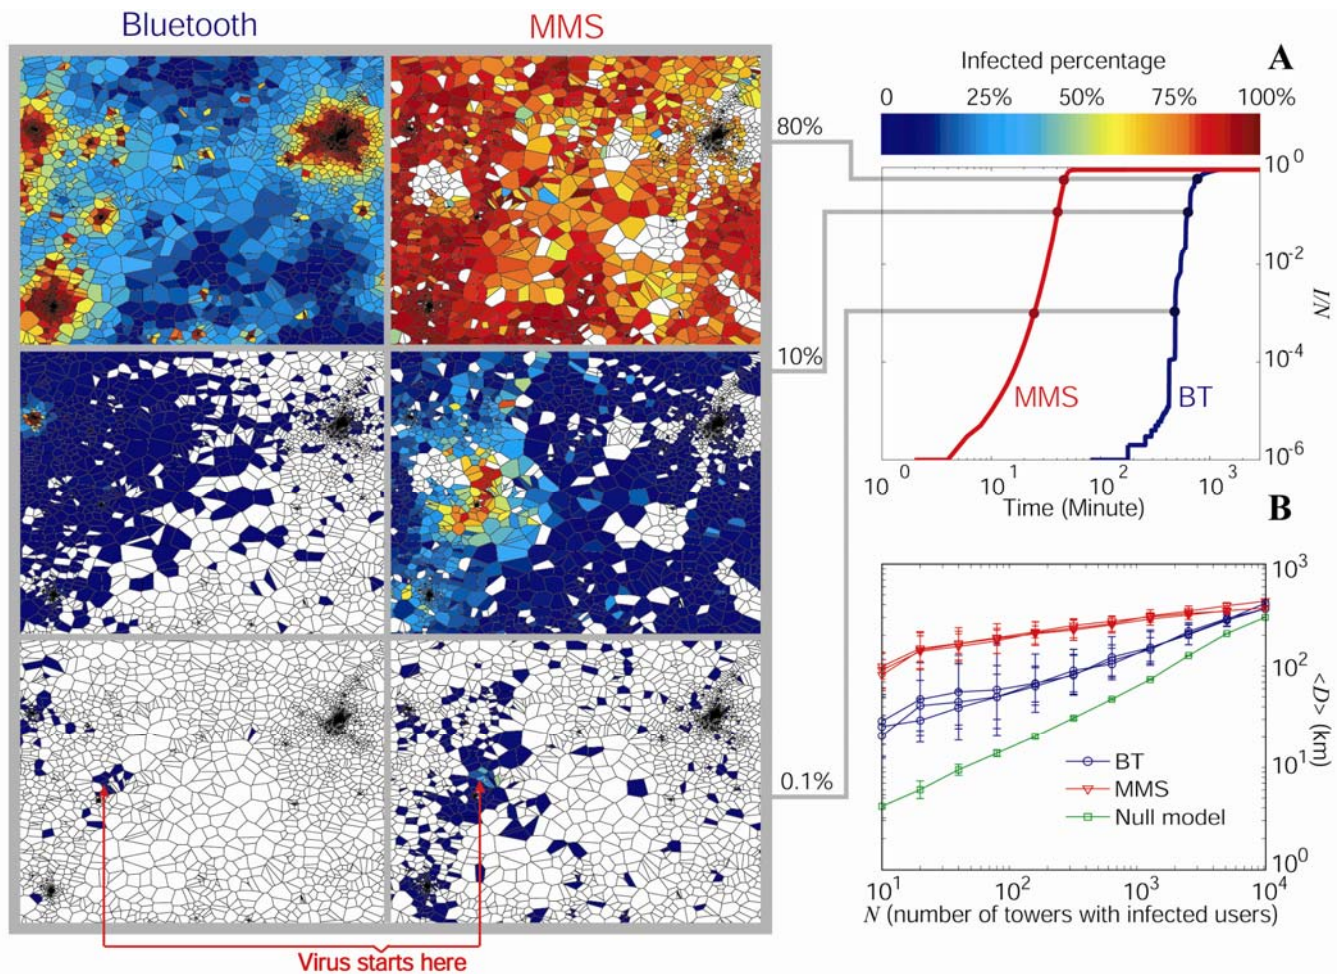 Bluetooth
MMS
80%
10%
0.1%
Virus starts here
A
Infected percentage
0 25% 50% 75% 100%
10^0
10^-2
10^-4
10^-6
I/N
MMS
BT
0
10^0 10^1 10^2 10^3
Time (Minute)
B
10^3
10^2
10^1
10^0
<D> (km)
BT
MMS
Null model
10^1 10^2 10^3 10^4
N (number of towers with infected users)